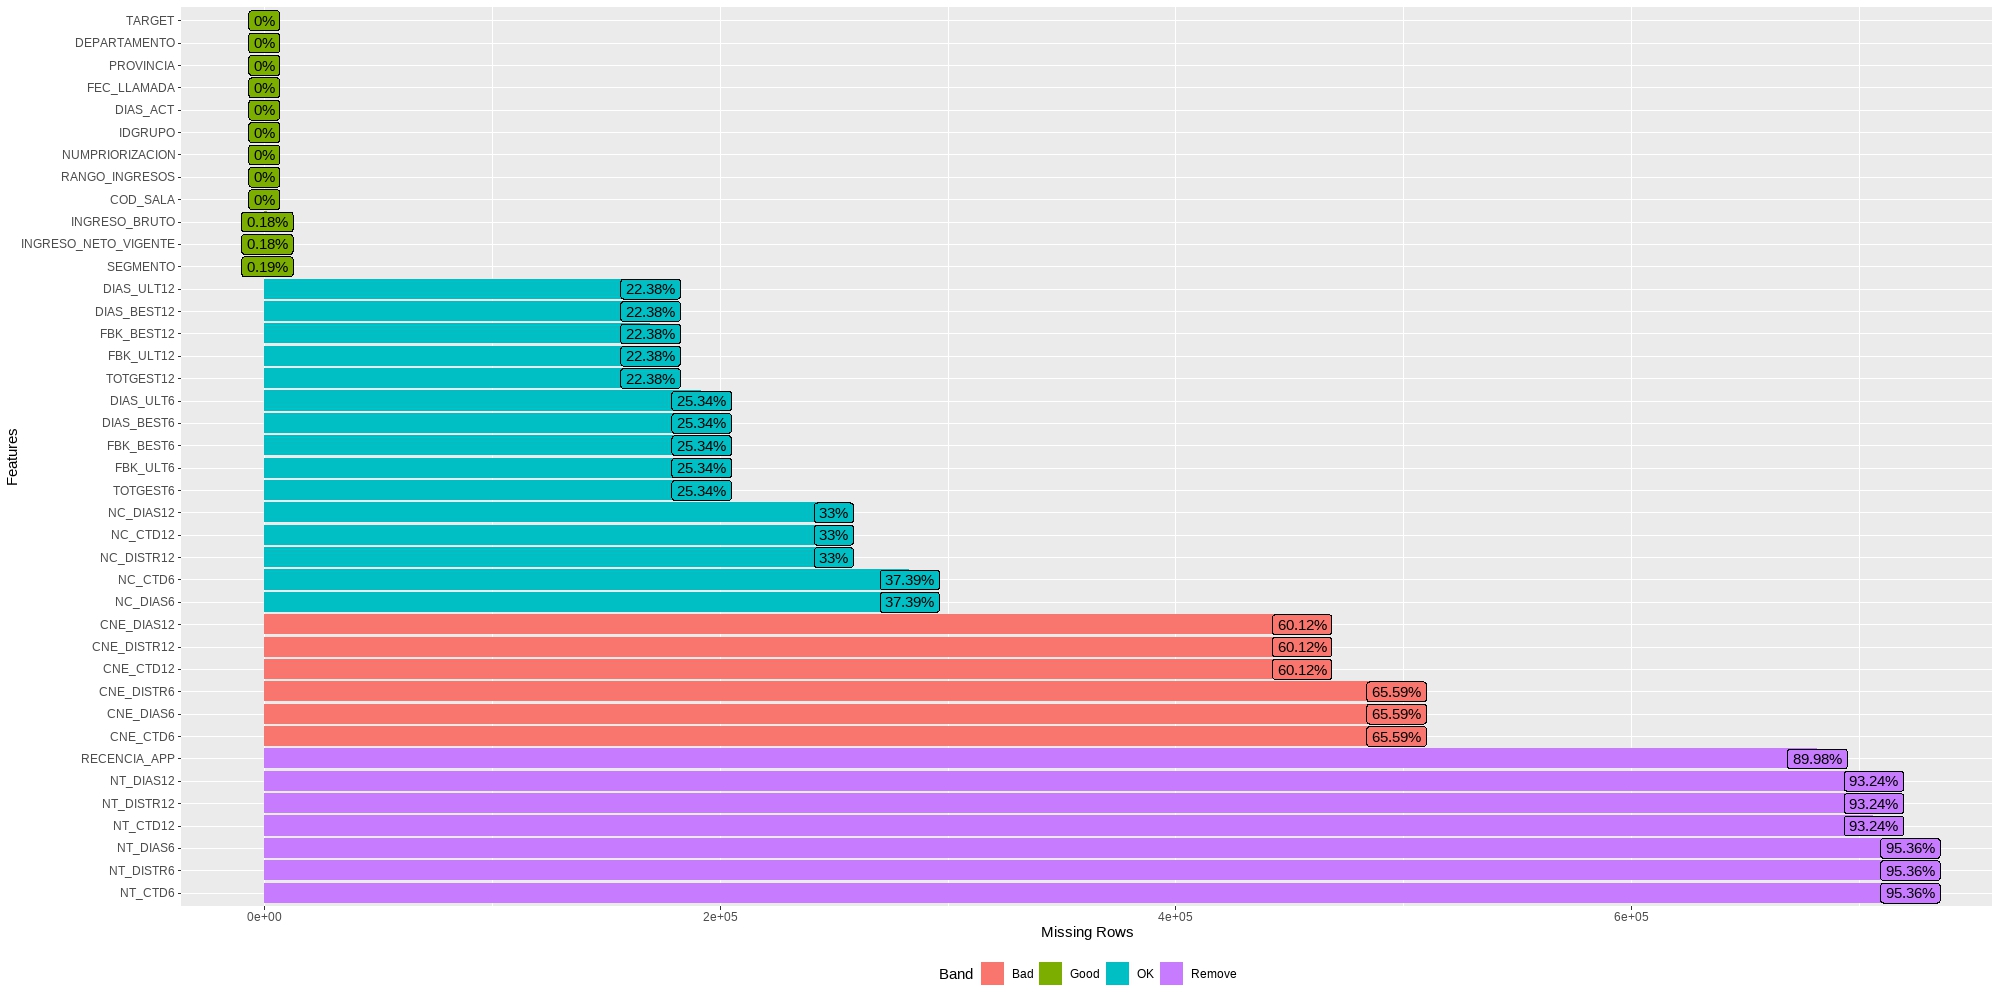 TARGET 0%
DEPARTAMENTO 0%
PROVINCIA 0%
FEC_LLAMADA 0%
DIAS_ACT 0%
IDGRUPO 0%
NUMPRIORIZACION 0%
RANGO_INGRESOS 0%
COD_SALA 0%
INGRESO_BRUTO 0.18%
INGRESO_NETO_VIGENTE 0.18%
SEGMENTO 0.19%
DIAS_ULT12 22.38%
DIAS_BEST12 22.38%
FBK_BEST12 22.38%
FBK_ULT12 22.38%
TOTGEST12 22.38%
DIAS_ULT6 25.34%
DIAS_BEST6 25.34%
FBK_BEST6 25.34%
FBK_ULT6 25.34%
TOTGEST6 25.34%
NC_DIAS12 33%
NC_CTD12 33%
NC_DISTR12 33%
NC_CTD6 37.39%
NC_DIAS6 37.39%
CNE_DIAS12 60.12%
CNE_DISTR12 60.12%
CNE_CTD12 60.12%
CNE_DISTR6 65.59%
CNE_DIAS6 65.59%
CNE_CTD6 65.59%
RECENCIA_APP 89.98%
NT_DIAS12 93.24%
NT_DISTR12 93.24%
NT_CTD12 93.24%
NT_DIAS6 95.36%
NT_DISTR6 95.36%
NT_CTD6 95.36%
Features
0e+00 2e+05 4e+05 6e+05
Missing Rows
Band Bad Good OK Remove